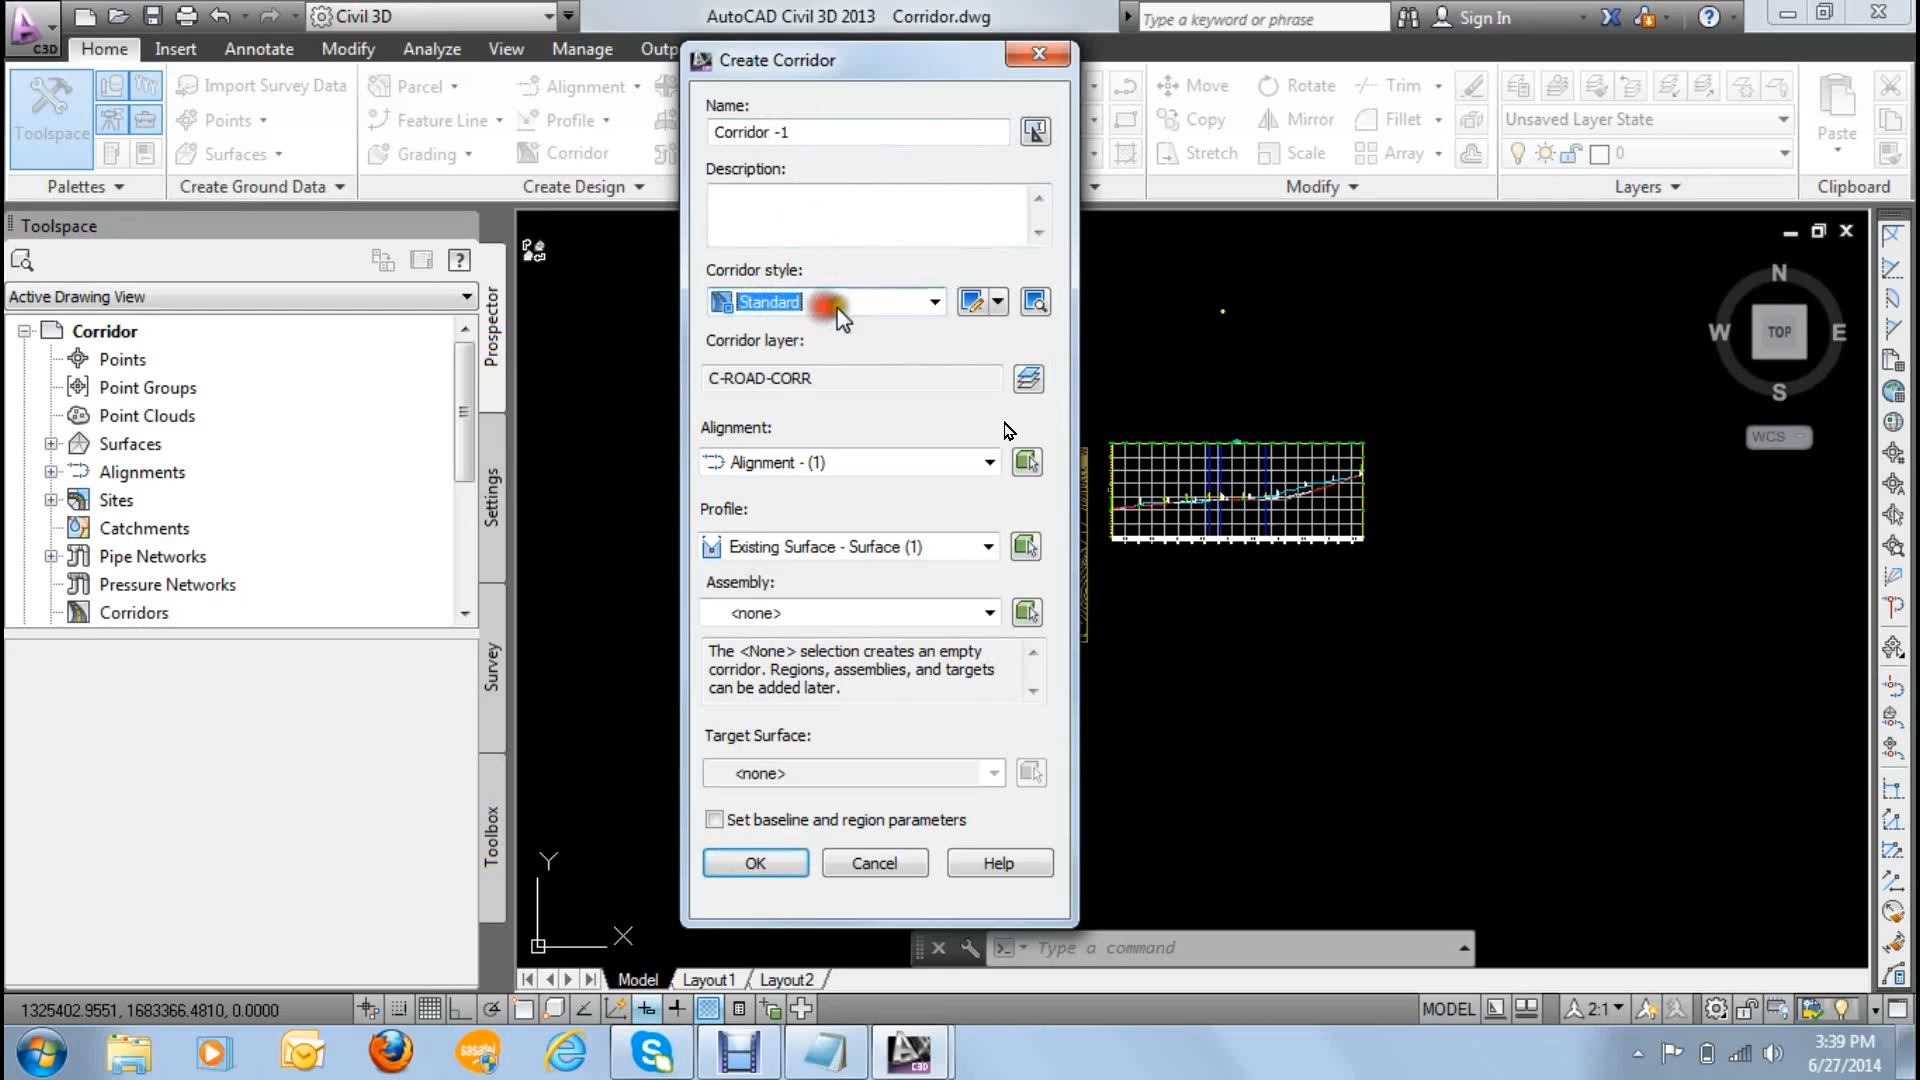 Civil 3D
AutoCAD Civil 3D 2013 Corridor.dwg
Type a keyword or phrase
Sign In
C3D
Home Insert Annotate Modify Analyze View Manage Outp
Toolspace
Import Survey Data
Points
Surfaces
Parcel
Feature Line
Grading
Alignment
Profile
Corridor
Move Rotate Trim
Copy Mirror Fillet
Stretch Scale Array
Unsaved Layer State
0
Paste
Palettes Create Ground Data Create Design Modify Layers Clipboard
Toolspace
Active Drawing View
Corridor
Points
Point Groups
Point Clouds
Surfaces
Alignments
Sites
Catchments
Pipe Networks
Pressure Networks
Corridors
Prospector
Settings
Survey
Toolbox
Create Corridor
Name:
Corridor -1
Description:
Corridor style:
Standard
Corridor layer:
C-ROAD-CORR
Alignment:
Alignment - (1)
Profile:
Existing Surface - Surface (1)
Assembly:
<none>
The <None> selection creates an empty
corridor. Regions, assemblies, and targets
can be added later.
Target Surface:
<none>
Set baseline and region parameters
OK Cancel Help
N
W TOP E
S
WCS
Y
X
Type a command
Model Layout1 Layout2
1325402.9551, 1683366.4810, 0.0000
MODEL
2:1
sasatel
C3D
3:39 PM
6/27/2014